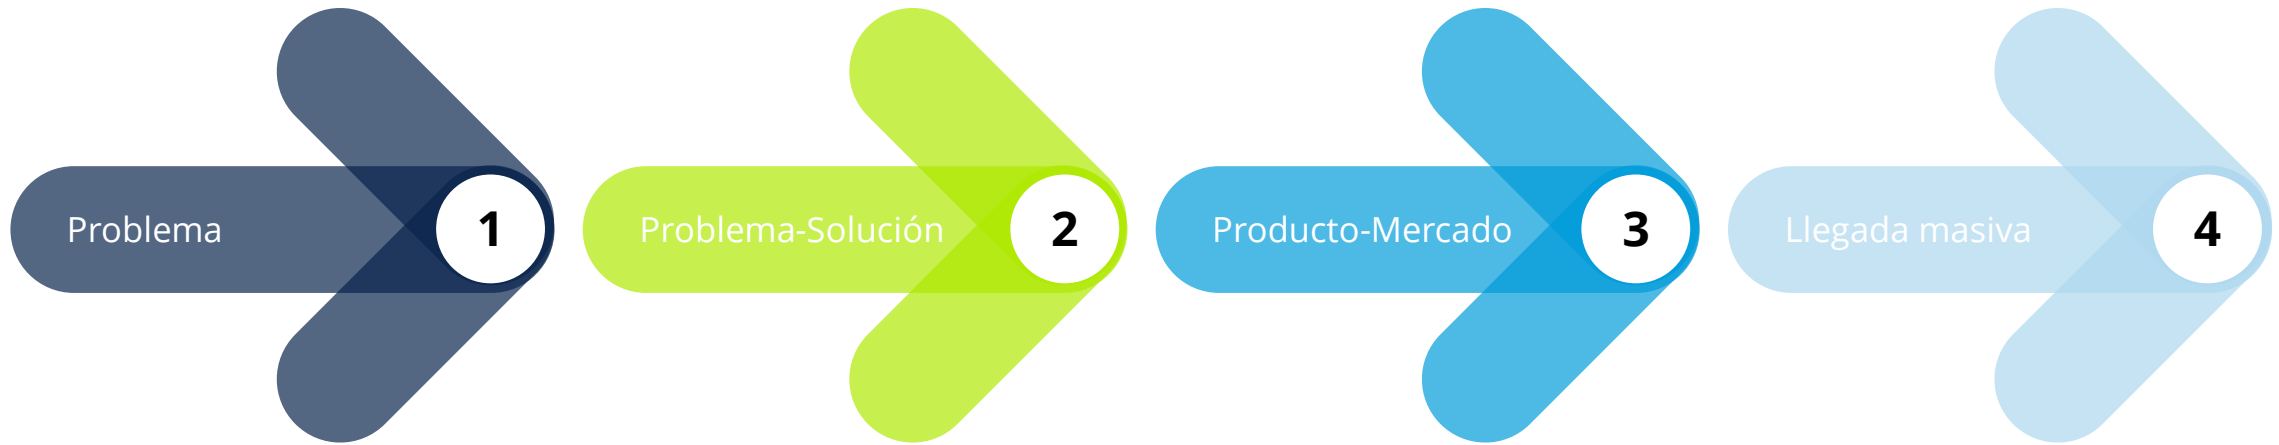 Problema
1
Problema-Solución
2
Producto-Mercado
3
Llegada masiva
4